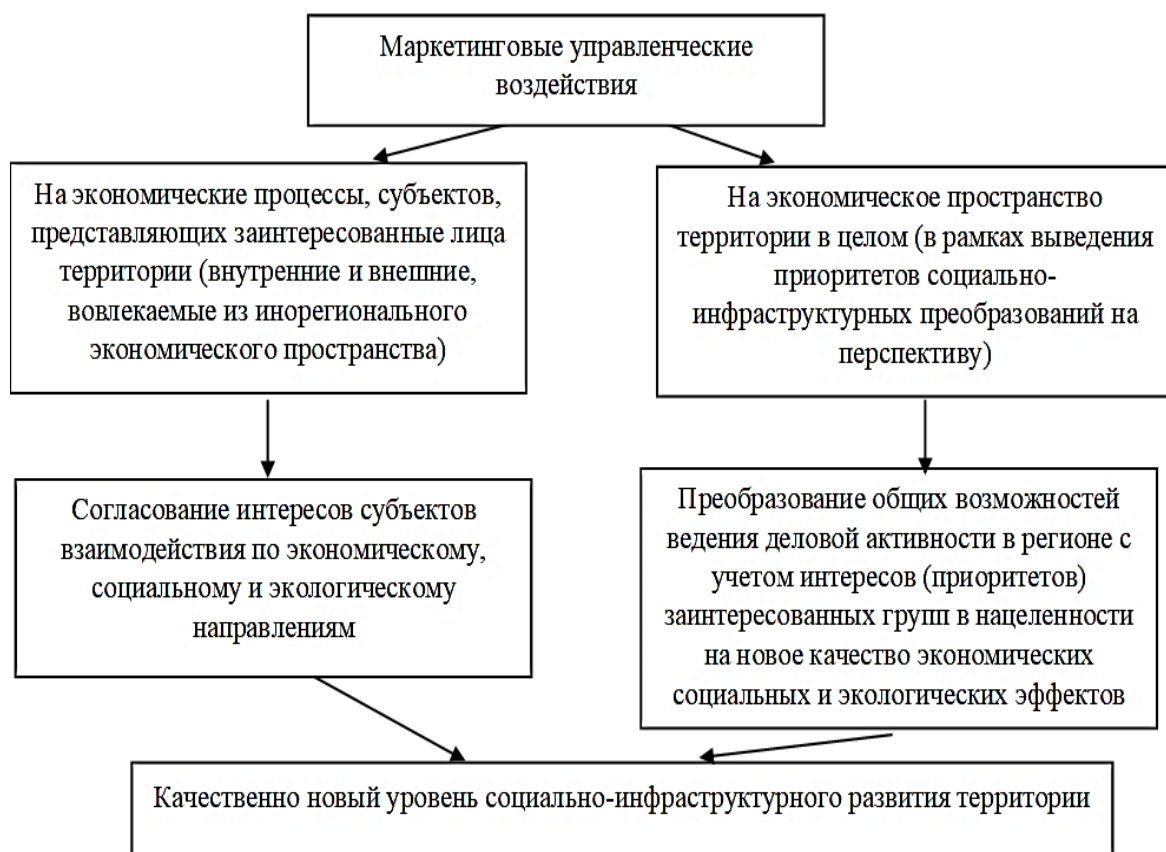 Маркетинговые управленческие
воздействия
На экономические процессы, субъектов,
представляющих заинтересованные лица
территории (внутренние и внешние,
вовлекаемые из инорегионального
экономического пространства)
На экономическое пространство
территории в целом (в рамках выведения
приоритетов социально-
инфраструктурных преобразований на
перспективу)
Согласование интересов субъектов
взаимодействия по экономическому,
социальному и экологическому
направлениям
Преобразование общих возможностей
ведения деловой активности в регионе с
учетом интересов (приоритетов)
заинтересованных групп в нацеленности
на новое качество экономических
социальных и экологических эффектов
Качественно новый уровень социально-инфраструктурного развития территории